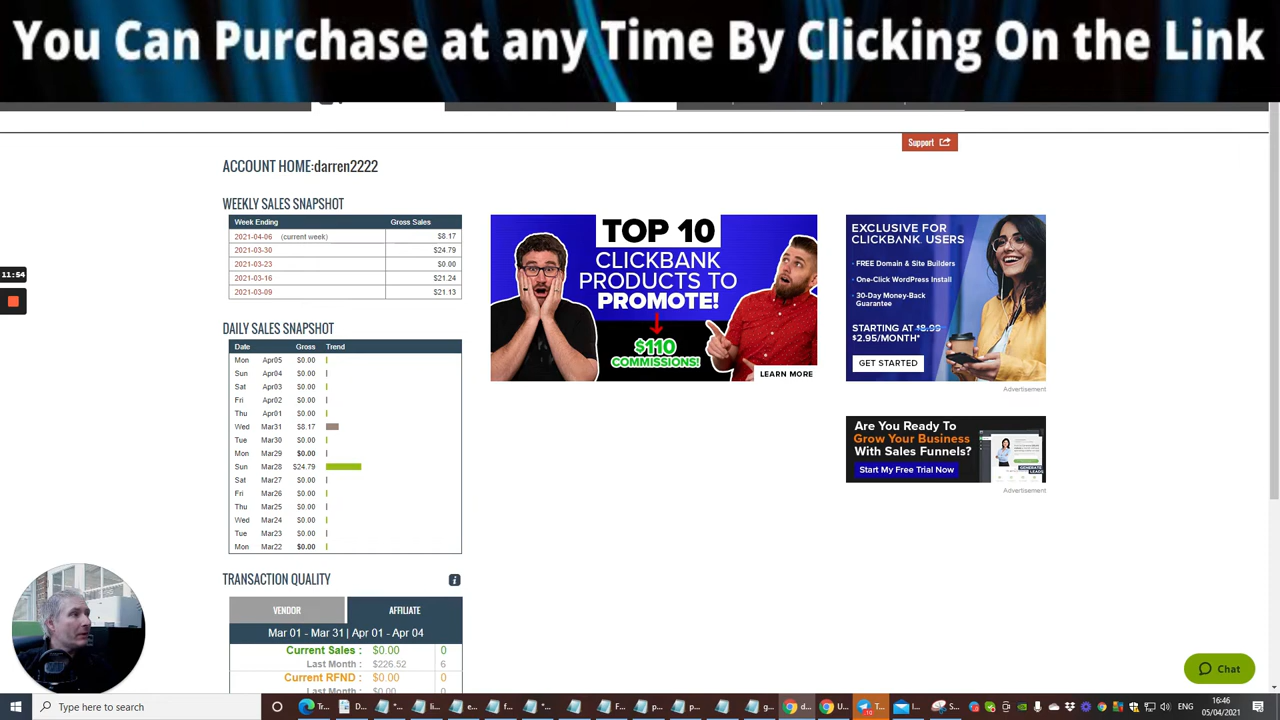 You Can Purchase at any Time By Clicking On the Link
Support
ACCOUNT HOME:darren2222
WEEKLY SALES SNAPSHOT
Week Ending Gross Sales
2021-04-06 (current week) $8.17
2021-03-30 $24.79
2021-03-23 $0.00
2021-03-16 $21.24
2021-03-09 $21.13
DAILY SALES SNAPSHOT
Date Gross Trend
Mon Apr05 $0.00
Sun Apr04 $0.00
Sat Apr03 $0.00
Fri Apr02 $0.00
Thu Apr01 $0.00
Wed Mar31 $8.17
Tue Mar30 $0.00
Mon Mar29 $0.00
Sun Mar28 $24.79
Sat Mar27 $0.00
Fri Mar26 $0.00
Thu Mar25 $0.00
Wed Mar24 $0.00
Tue Mar23 $0.00
Mon Mar22 $0.00
TRANSACTION QUALITY
VENDOR AFFILIATE
Mar 01 - Mar 31 | Apr 01 - Apr 04
Current Sales : $0.00 0
Last Month : $226.52 6
Current RFND : $0.00 0
Last Month : $0.00 0
TOP 10
CLICKBANK
PRODUCTS TO
PROMOTE!
$110
COMMISSIONS!
LEARN MORE
EXCLUSIVE FOR
CLICKBANK USERS
· FREE Domain & Site Builders
· One-Click WordPress Install
· 30-Day Money-Back
Guarantee
STARTING AT $8.99
$2.95/MONTH*
GET STARTED
Advertisement
Are You Ready To
Grow Your Business
With Sales Funnels?
Start My Free Trial Now
GENERATE
LEADS
Advertisement
11:54
Chat
Type here to search
16:46
ENG
05/04/2021